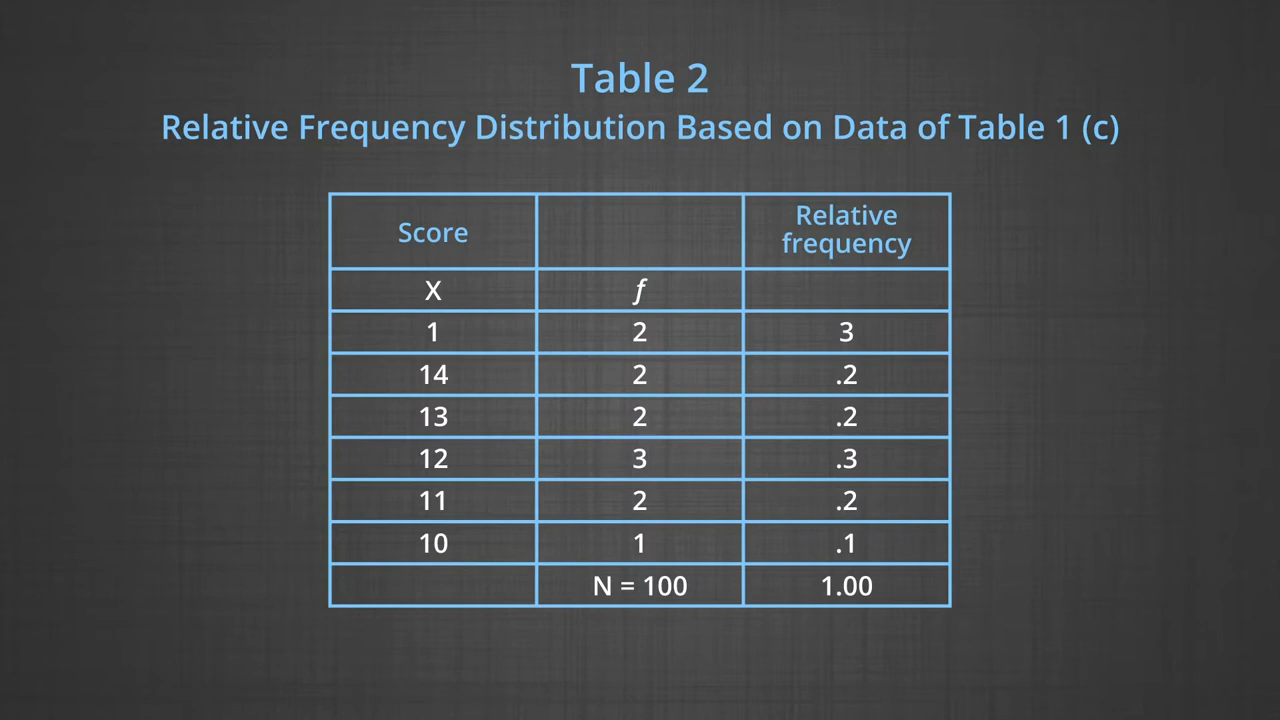 Table 2
Relative Frequency Distribution Based on Data of Table 1 (c)
Score Relative frequency
X f
1 2 3
14 2 .2
13 2 .2
12 3 .3
11 2 .2
10 1 .1
N = 100 1.00